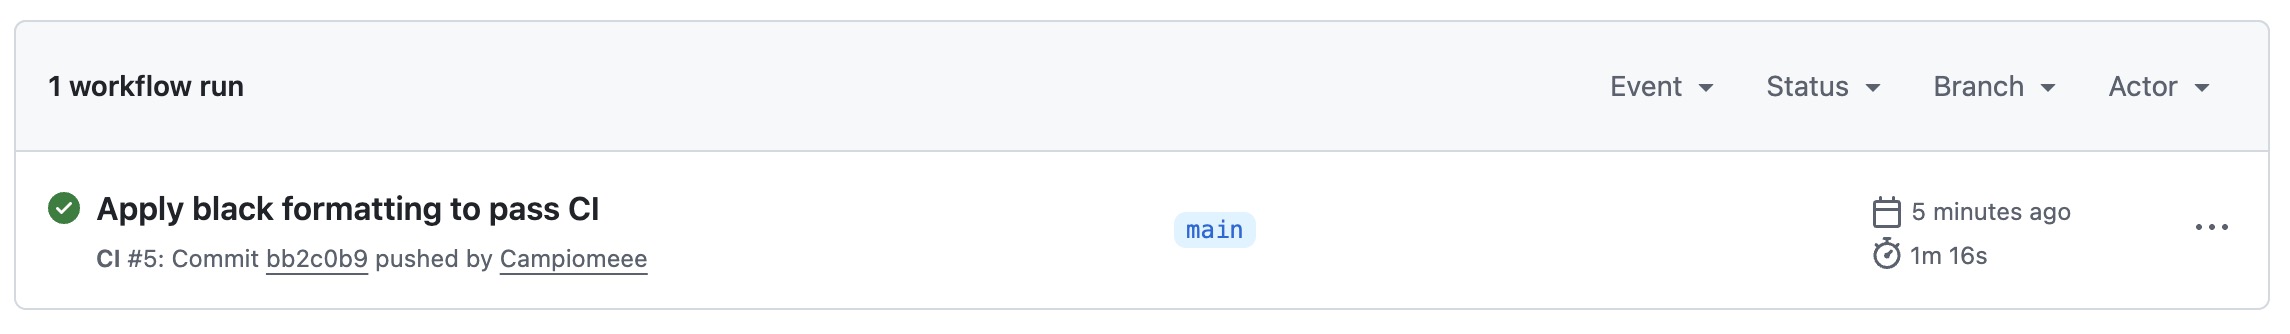 1 workflow run
Event Status Branch Actor
Apply black formatting to pass CI
CI #5: Commit bb2c0b9 pushed by Campiomeee
main
5 minutes ago
1m 16s